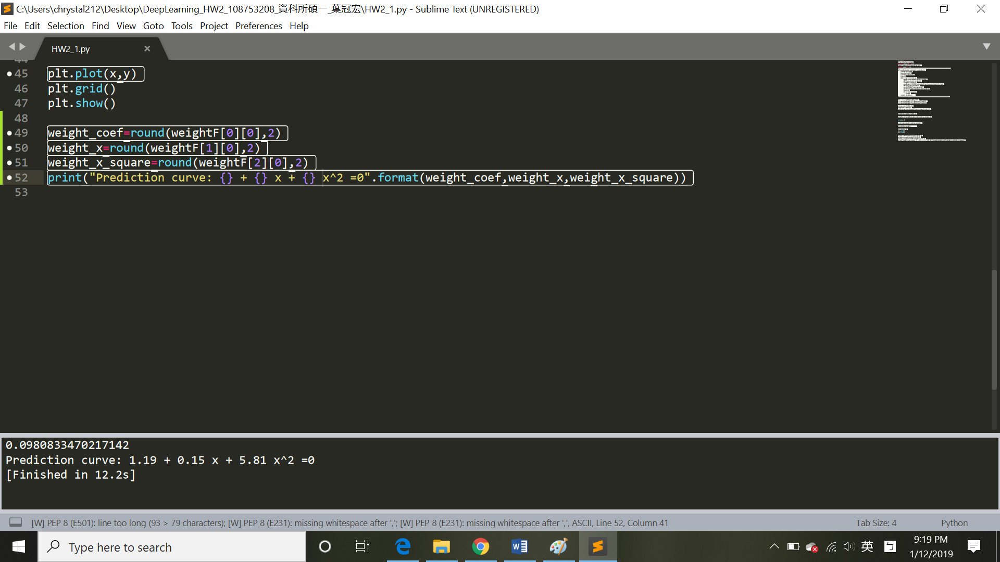 C:\Users\chrystal212\Desktop\DeepLearning_HW2_108753208_資科所碩一_葉冠宏\HW2_1.py - Sublime Text (UNREGISTERED)
File Edit Selection Find View Goto Tools Project Preferences Help
HW2_1.py
44
45 plt.plot(x,y)
46 plt.grid()
47 plt.show()
48
49 weight_coef=round(weightF[0][0],2)
50 weight_x=round(weightF[1][0],2)
51 weight_x_square=round(weightF[2][0],2)
52 print("Prediction curve: {} + {} x + {} x^2 =0".format(weight_coef,weight_x,weight_x_square))
53
0.0980833470217142
Prediction curve: 1.19 + 0.15 x + 5.81 x^2 =0
[Finished in 12.2s]
[W] PEP 8 (E501): line too long (93 > 79 characters); [W] PEP 8 (E231): missing whitespace after ','; [W] PEP 8 (E231): missing whitespace after ',', ASCII, Line 52, Column 41 Tab Size: 4 Python
Type here to search
英 ㄅ
9:19 PM
1/12/2019